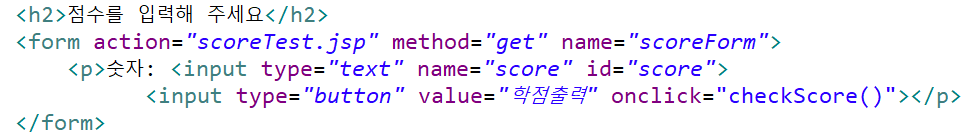 <h2>점수를 입력해 주세요</h2>
<form action="scoreTest.jsp" method="get" name="scoreForm">
<p>숫자: <input type="text" name="score" id="score">
<input type="button" value="학점출력" onclick="checkScore()"></p>
</form>